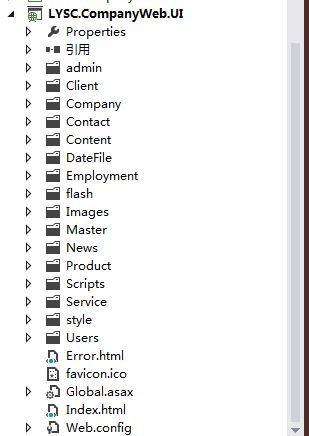 LYSC.CompanyWeb.UI
Properties
引用
admin
Client
Company
Contact
Content
DateFile
Employment
flash
Images
Master
News
Product
Scripts
Service
style
Users
Error.html
favicon.ico
Global.asax
Index.html
Web.config